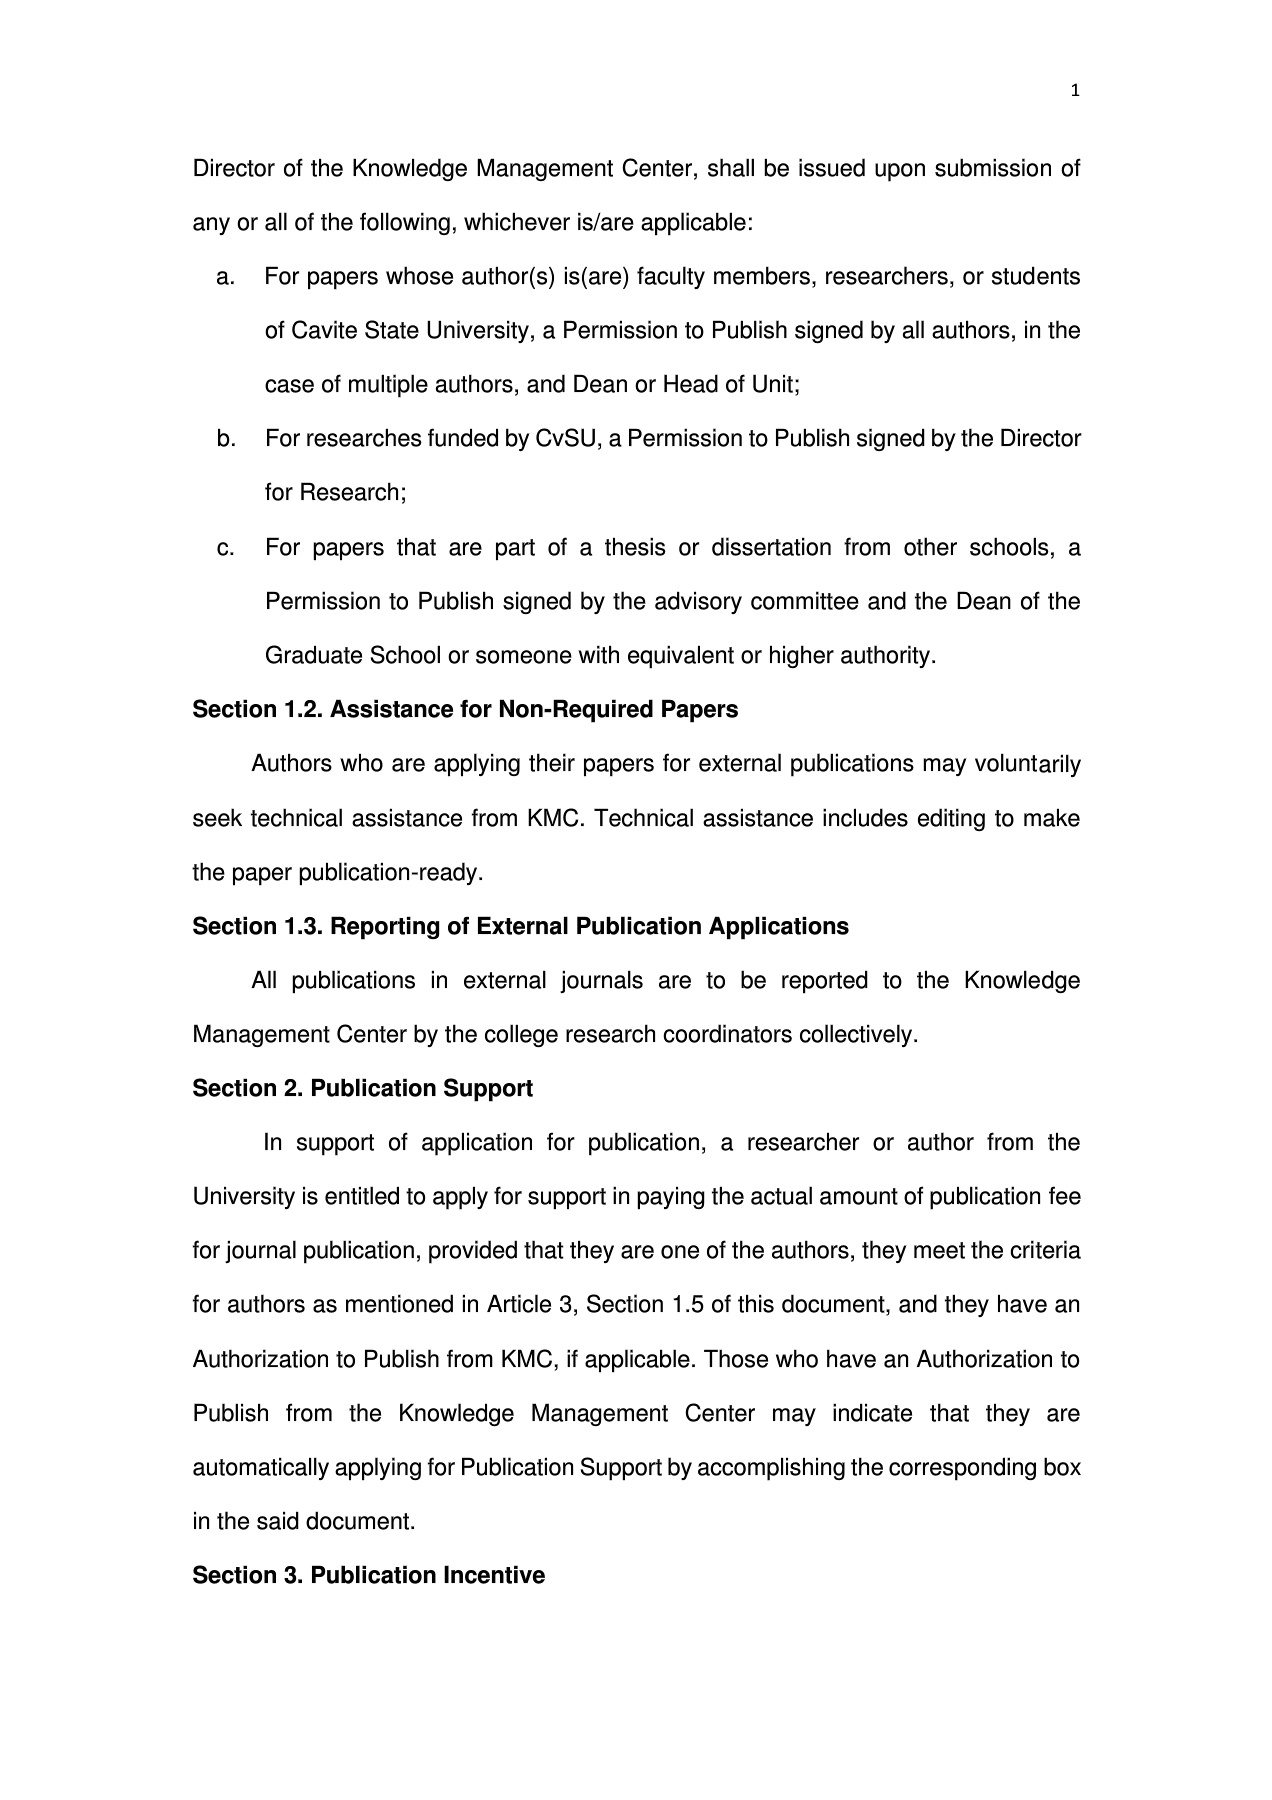 1
Director of the Knowledge Management Center, shall be issued upon submission of
any or all of the following, whichever is/are applicable:
a. For papers whose author(s) is(are) faculty members, researchers, or students
of Cavite State University, a Permission to Publish signed by all authors, in the
case of multiple authors, and Dean or Head of Unit;
b. For researches funded by CvSU, a Permission to Publish signed by the Director
for Research;
c. For papers that are part of a thesis or dissertation from other schools, a
Permission to Publish signed by the advisory committee and the Dean of the
Graduate School or someone with equivalent or higher authority.
Section 1.2. Assistance for Non-Required Papers
Authors who are applying their papers for external publications may voluntarily
seek technical assistance from KMC. Technical assistance includes editing to make
the paper publication-ready.
Section 1.3. Reporting of External Publication Applications
All publications in external journals are to be reported to the Knowledge
Management Center by the college research coordinators collectively.
Section 2. Publication Support
In support of application for publication, a researcher or author from the
University is entitled to apply for support in paying the actual amount of publication fee
for journal publication, provided that they are one of the authors, they meet the criteria
for authors as mentioned in Article 3, Section 1.5 of this document, and they have an
Authorization to Publish from KMC, if applicable. Those who have an Authorization to
Publish from the Knowledge Management Center may indicate that they are
automatically applying for Publication Support by accomplishing the corresponding box
in the said document.
Section 3. Publication Incentive